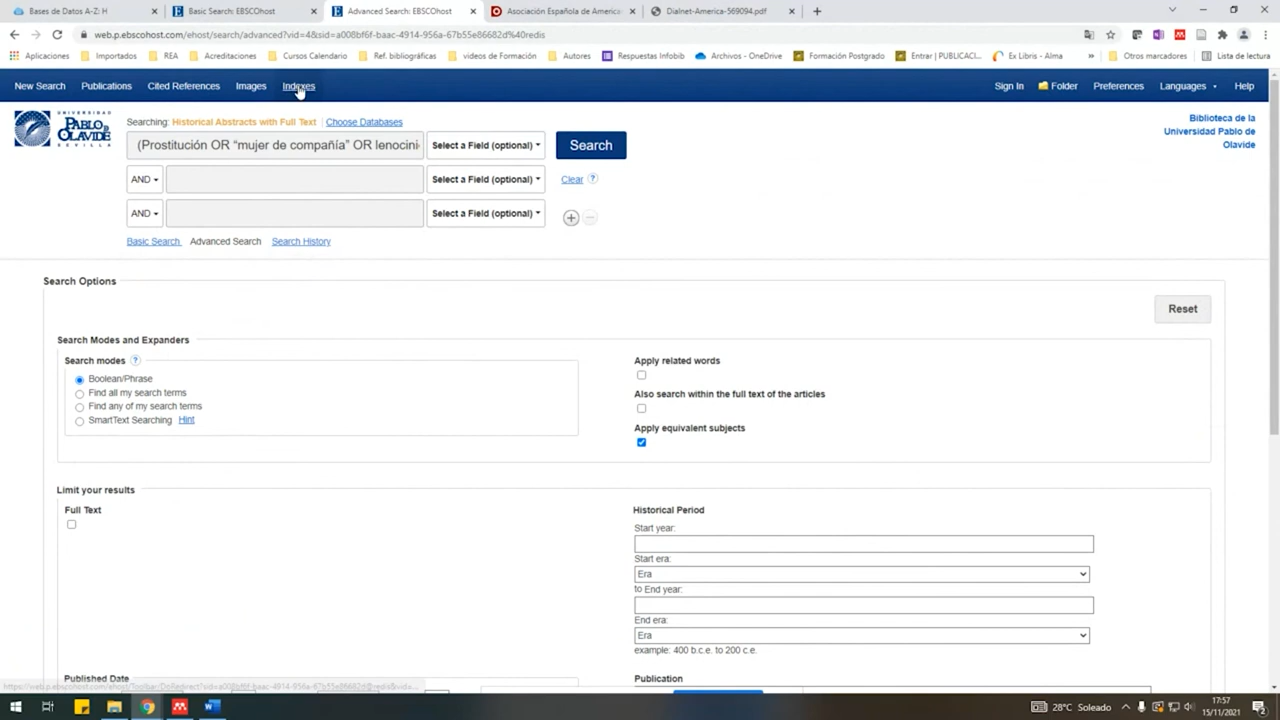 Bases de Datos A-Z: H
Basic Search: EBSCOhost
Advanced Search: EBSCOhost
Asociación Española de America
Dialnet-America-569094.pdf
web.p.ebscohost.com/ehost/search/advanced?vid=4&sid=a008bf6f-baac-4914-956a-67b55e86682d%40redis
Aplicaciones
Importados
REA
Adquisiciones
Cursos Calendario
Ref. bibliográficas
videos de Formación
Autores
Respuestas Infobib
Archivos – OneDrive
Formación Postgrado
Entrar | PUBLICACI...
Ex Libris - Alma
»
Otros marcadores
Lista de lectura
New Search
Publications
Cited References
Images
Indexes
Sign In
Folder
Preferences
Languages
Help
UNIVERSIDAD
PABLO D
OLAVIDE
SEVILLA
Searching: Historical Abstracts with Full Text
Choose Databases
Biblioteca de la
Universidad Pablo de
Olavide
(Prostitución OR “mujer de compañía” OR lenocini
Select a Field (optional)
Search
AND
Select a Field (optional)
Clear
?
AND
Select a Field (optional)
Basic Search
Advanced Search
Search History
Search Options
Reset
Search Modes and Expanders
Search modes
?
Boolean/Phrase
Find all my search terms
Find any of my search terms
SmartText Searching
Hint
Apply related words
Also search within the full text of the articles
Apply equivalent subjects
Limit your results
Full Text
Historical Period
Start year:
Start era:
Era
to End year:
End era:
Era
example: 400 b.c.e. to 200 c.e.
Published Date
Publication
28°C Soleado
17:57
15/11/2021
2